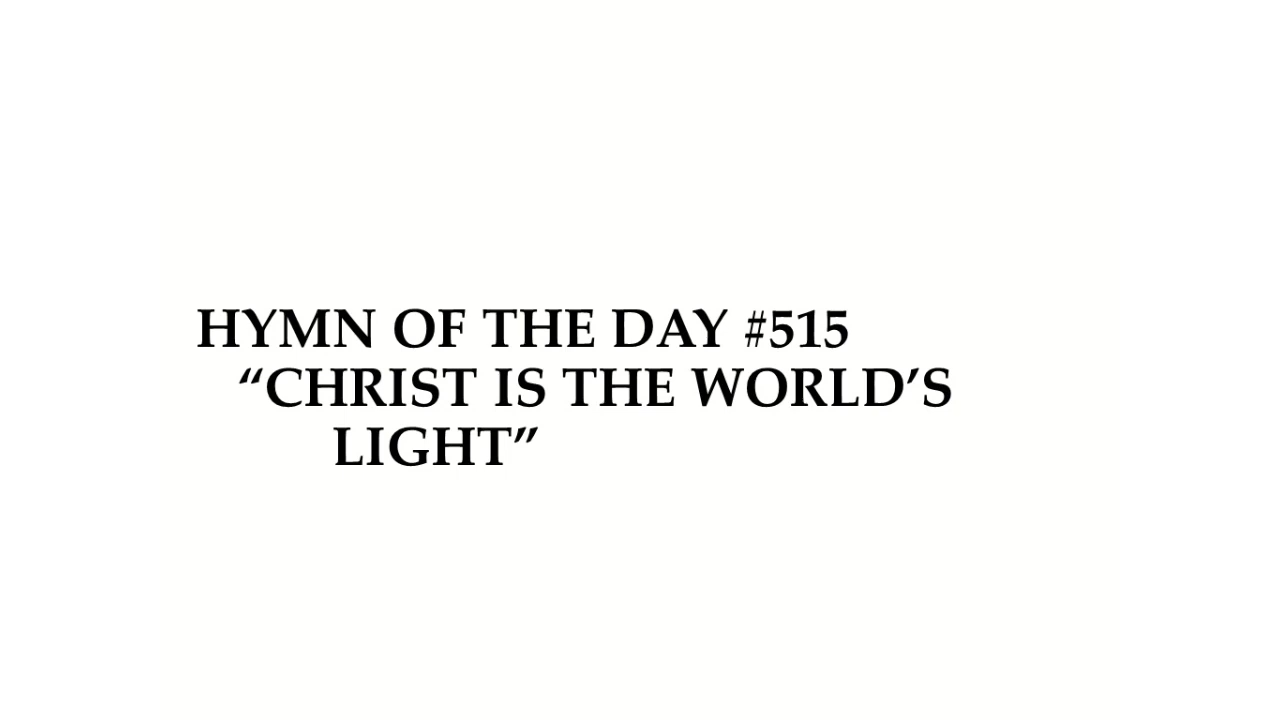 HYMN OF THE DAY #515
“CHRIST IS THE WORLD’S
LIGHT”